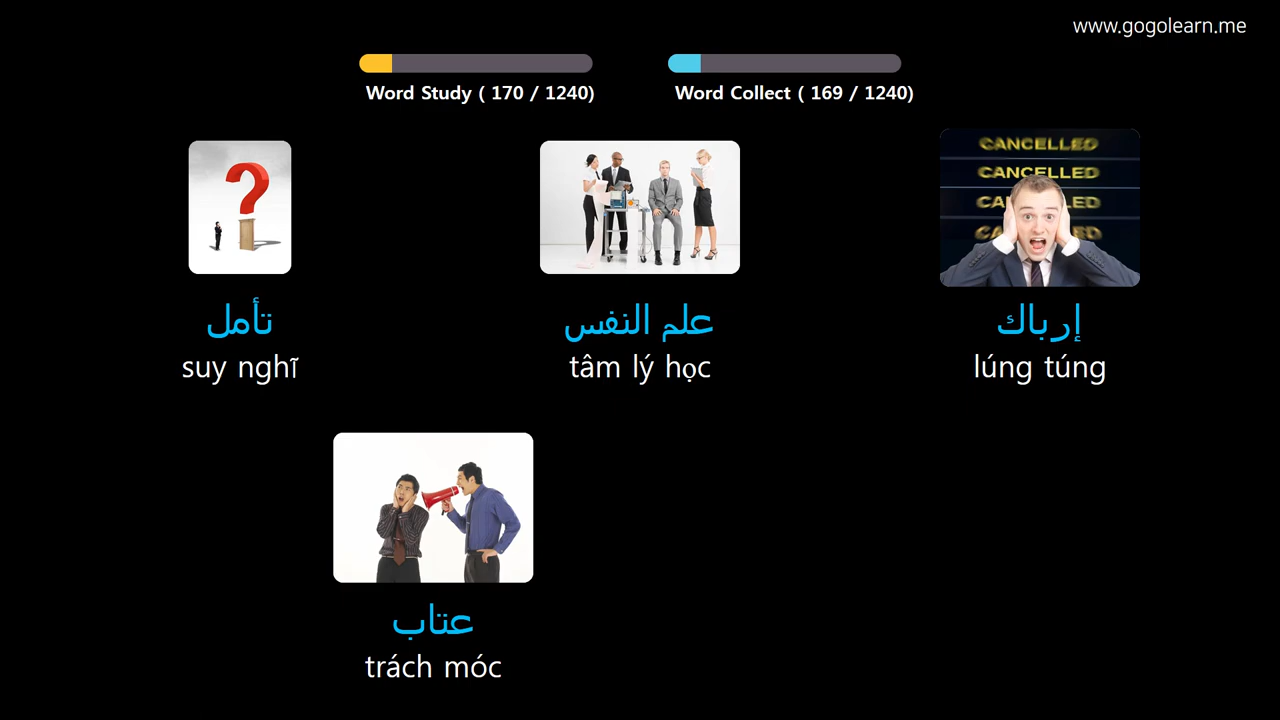 www.gogolearn.me
Word Study ( 170 / 1240)
Word Collect ( 169 / 1240)
CANCELLED
CANCELLED
تأمل
suy nghĩ
علم النفس
tâm lý học
إرباك
lúng túng
عتاب
trách móc